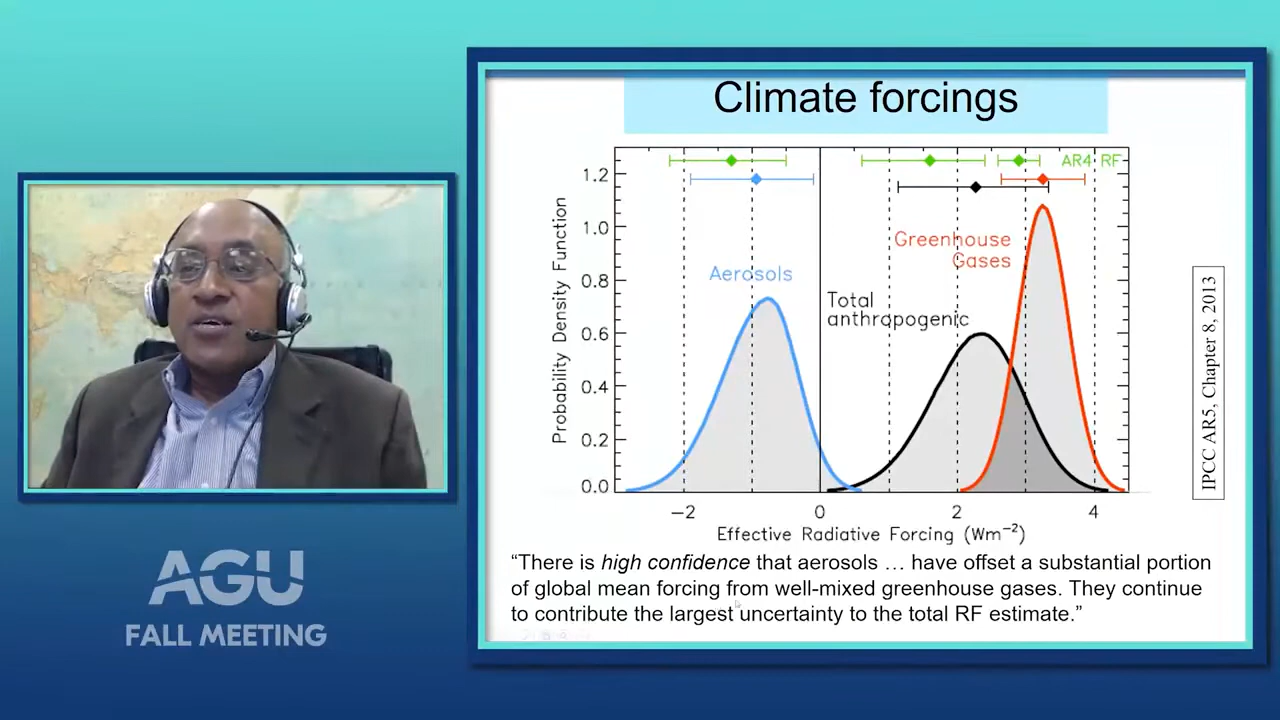 Climate forcings
AR4 RF
1.2
1.0
0.8
0.6
0.4
0.2
0.0
Probability Density Function
Greenhouse
Gases
Aerosols
Total
anthropogenic
−2
0
2
4
Effective Radiative Forcing (Wm−2)
IPCC AR5, Chapter 8, 2013
“There is high confidence that aerosols … have offset a substantial portion
of global mean forcing from well-mixed greenhouse gases. They continue
to contribute the largest uncertainty to the total RF estimate.”
AGU
FALL MEETING